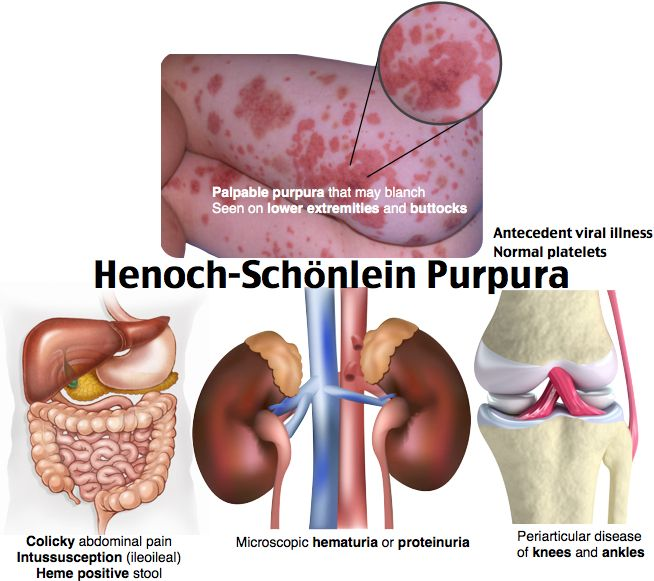 Palpable purpura that may blanch
Seen on lower extremities and buttocks
Antecedent viral illness
Normal platelets
Henoch-Schönlein Purpura
Colicky abdominal pain
Intussusception (ileoileal)
Heme positive stool
Microscopic hematuria or proteinuria
Periarticular disease
of knees and ankles